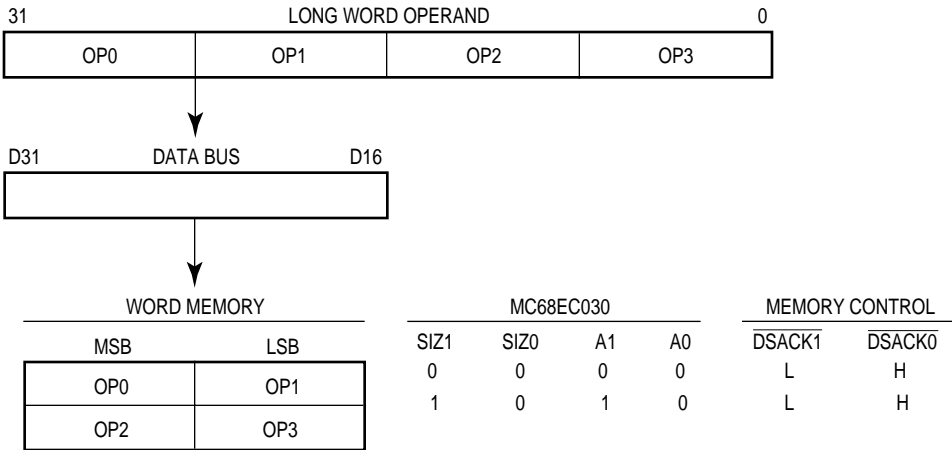 31 LONG WORD OPERAND 0
OP0 OP1 OP2 OP3
D31 DATA BUS D16
WORD MEMORY MC68EC030 MEMORY CONTROL
MSB LSB SIZ1 SIZ0 A1 A0 DSACK1 DSACK0
OP0 OP1 0 0 0 0 L H
OP2 OP3 1 0 1 0 L H